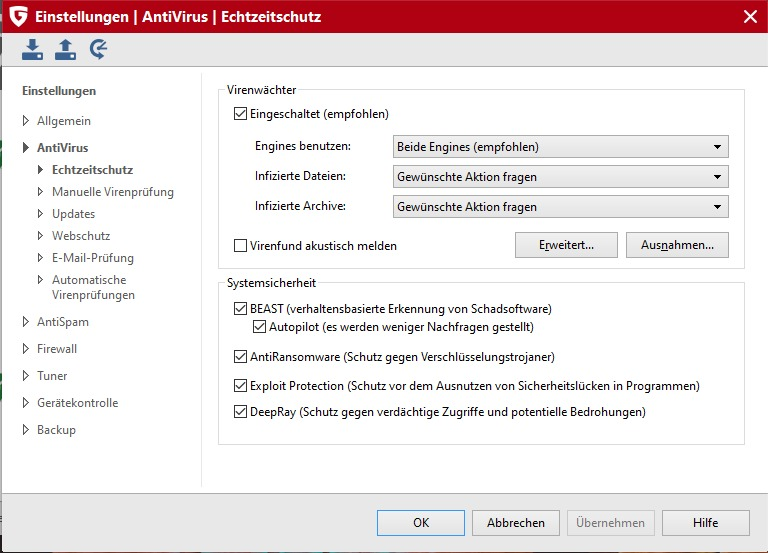 Einstellungen | AntiVirus | Echtzeitschutz
Einstellungen
Allgemein
AntiVirus
Echtzeitschutz
Manuelle Virenprüfung
Updates
Webschutz
E-Mail-Prüfung
Automatische
Virenprüfungen
AntiSpam
Firewall
Tuner
Gerätekontrolle
Backup
Virenwächter
Eingeschaltet (empfohlen)
Engines benutzen: Beide Engines (empfohlen)
Infizierte Dateien: Gewünschte Aktion fragen
Infizierte Archive: Gewünschte Aktion fragen
Virenfund akustisch melden Erweitert... Ausnahmen...
Systemsicherheit
BEAST (verhaltensbasierte Erkennung von Schadsoftware)
Autopilot (es werden weniger Nachfragen gestellt)
AntiRansomware (Schutz gegen Verschlüsselungstrojaner)
Exploit Protection (Schutz vor dem Ausnutzen von Sicherheitslücken in Programmen)
DeepRay (Schutz gegen verdächtige Zugriffe und potentielle Bedrohungen)
OK Abbrechen Übernehmen Hilfe